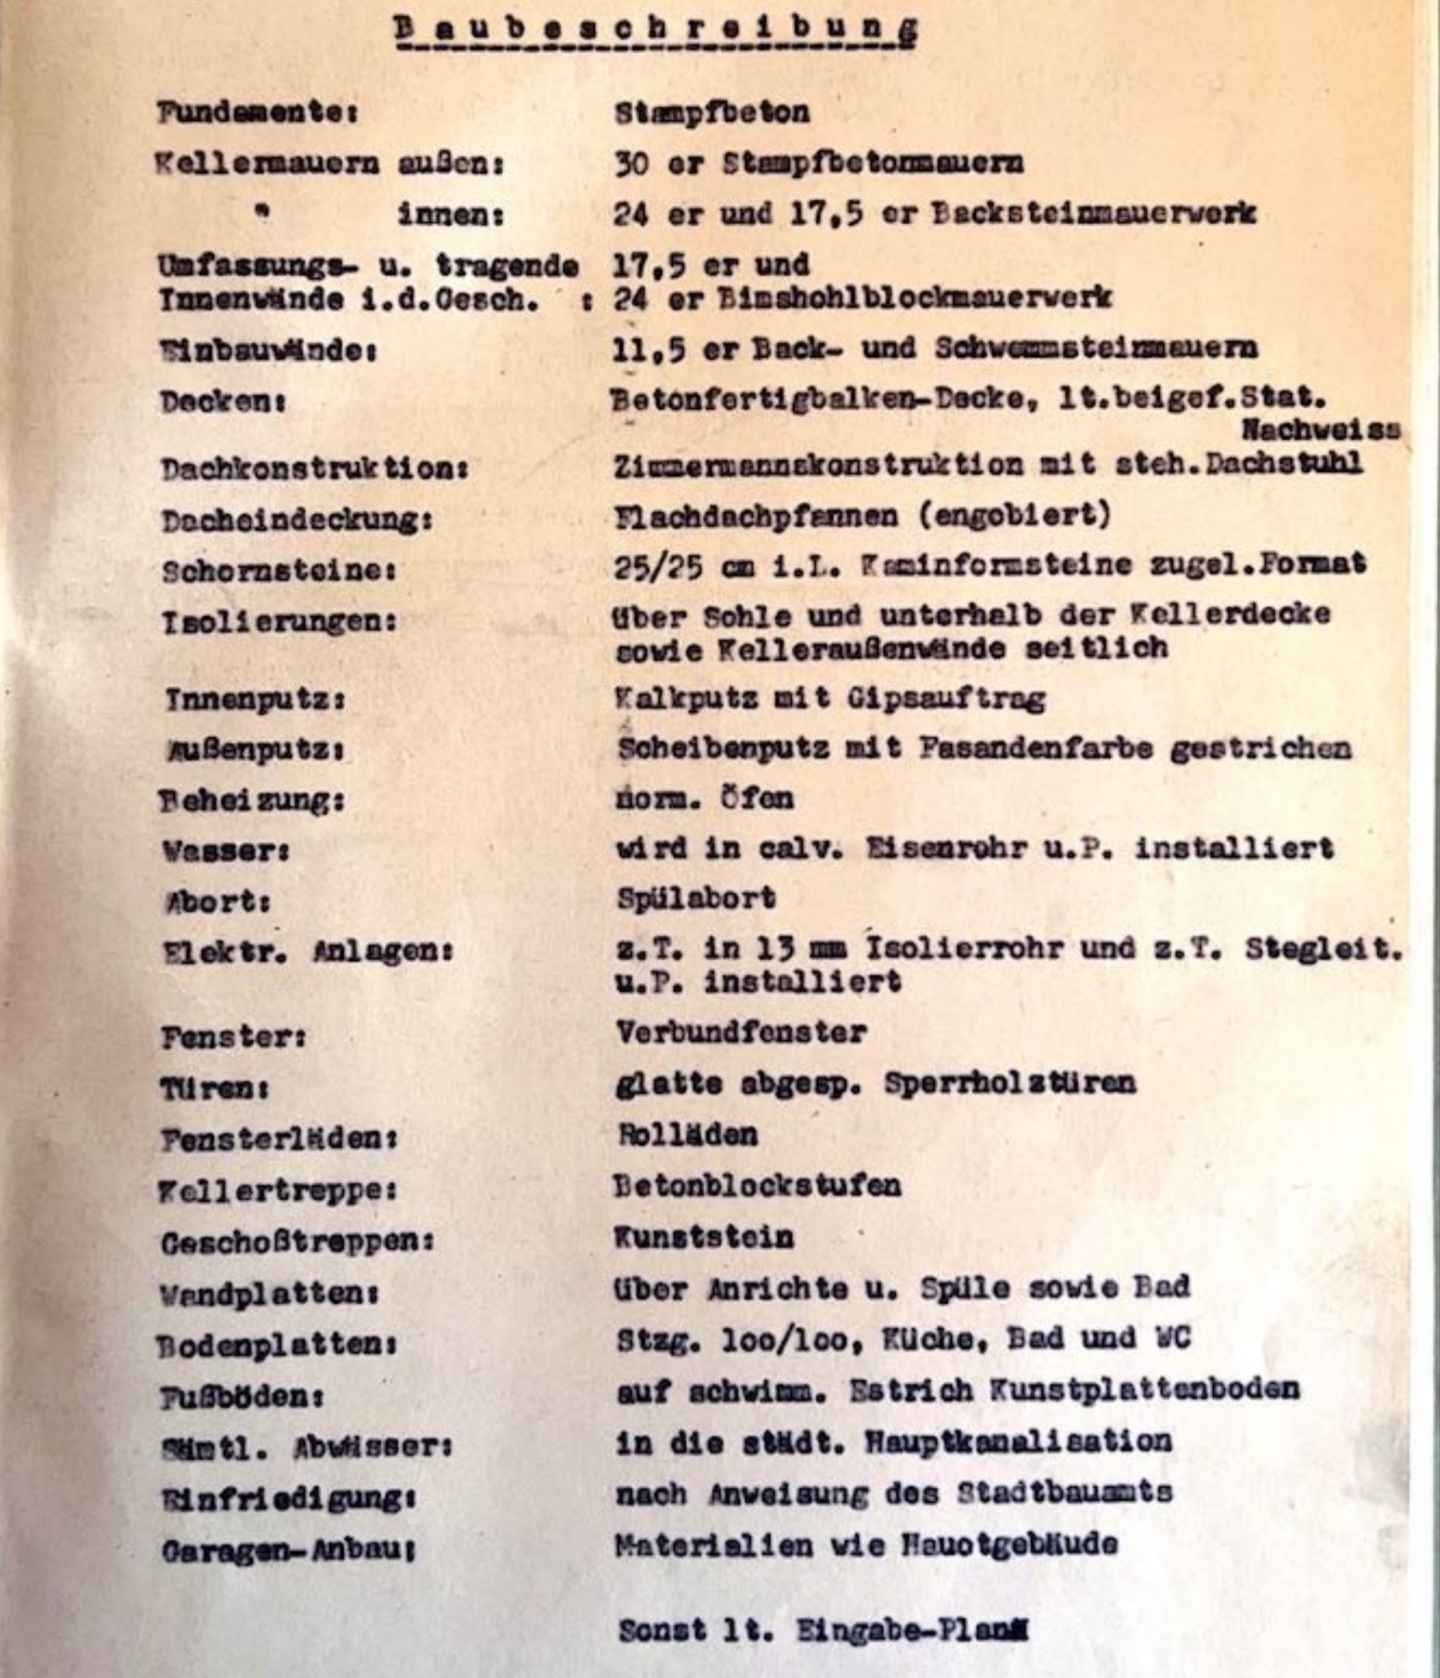 Baubeschreibung
Fundamente: Stampfbeton
Kellermauern außen: 30 er Stampfbetonmauern
" innen: 24 er und 17,5 er Backsteinmauerwerk
Umfassungs- u. tragende 17,5 er und
Innenwände i.d.Gesch. : 24 er Bimshohlblockmauerwerk
Einbauwände: 11,5 er Back- und Schwemmsteinmauern
Decken: Betonfertigbalken-Decke, lt.beigef.Stat.
Nachweiss
Dachkonstruktion: Zimmermannskonstruktion mit steh.Dachstuhl
Dacheindeckung: Flachdachpfannen (engobiert)
Schornsteine: 25/25 cm i.L. Kaminformsteine zugel.Format
Isolierungen: über Sohle und unterhalb der Kellerdecke
sowie Kelleraußenwände seitlich
Innenputz: Kalkputz mit Gipsauftrag
Außenputz: Scheibenputz mit Fasandenfarbe gestrichen
Beheizung: norm. Öfen
Wasser: wird in calv. Eisenrohr u.P. installiert
Abort: Spülabort
Elektr. Anlagen: z.T. in 13 mm Isolierrohr und z.T. Stegleit.
u.P. installiert
Fenster: Verbundfenster
Türen: glatte abgesp. Sperrholztüren
Fensterläden: Rolläden
Kellertreppe: Betonblockstufen
Geschoßtreppen: Kunststein
Wandplatten: über Anrichte u. Spüle sowie Bad
Bodenplatten: Stzg. loo/loo, Küche, Bad und WC
Fußböden: auf schwimm. Estrich Kunstplattenboden
Sämtl. Abwässer: in die städt. Hauptkanalisation
Einfriedigung: nach Anweisung des Stadtbauamts
Garagen-Anbau: Materialien wie Hauotgebäude
Sonst lt. Eingabe-Plan